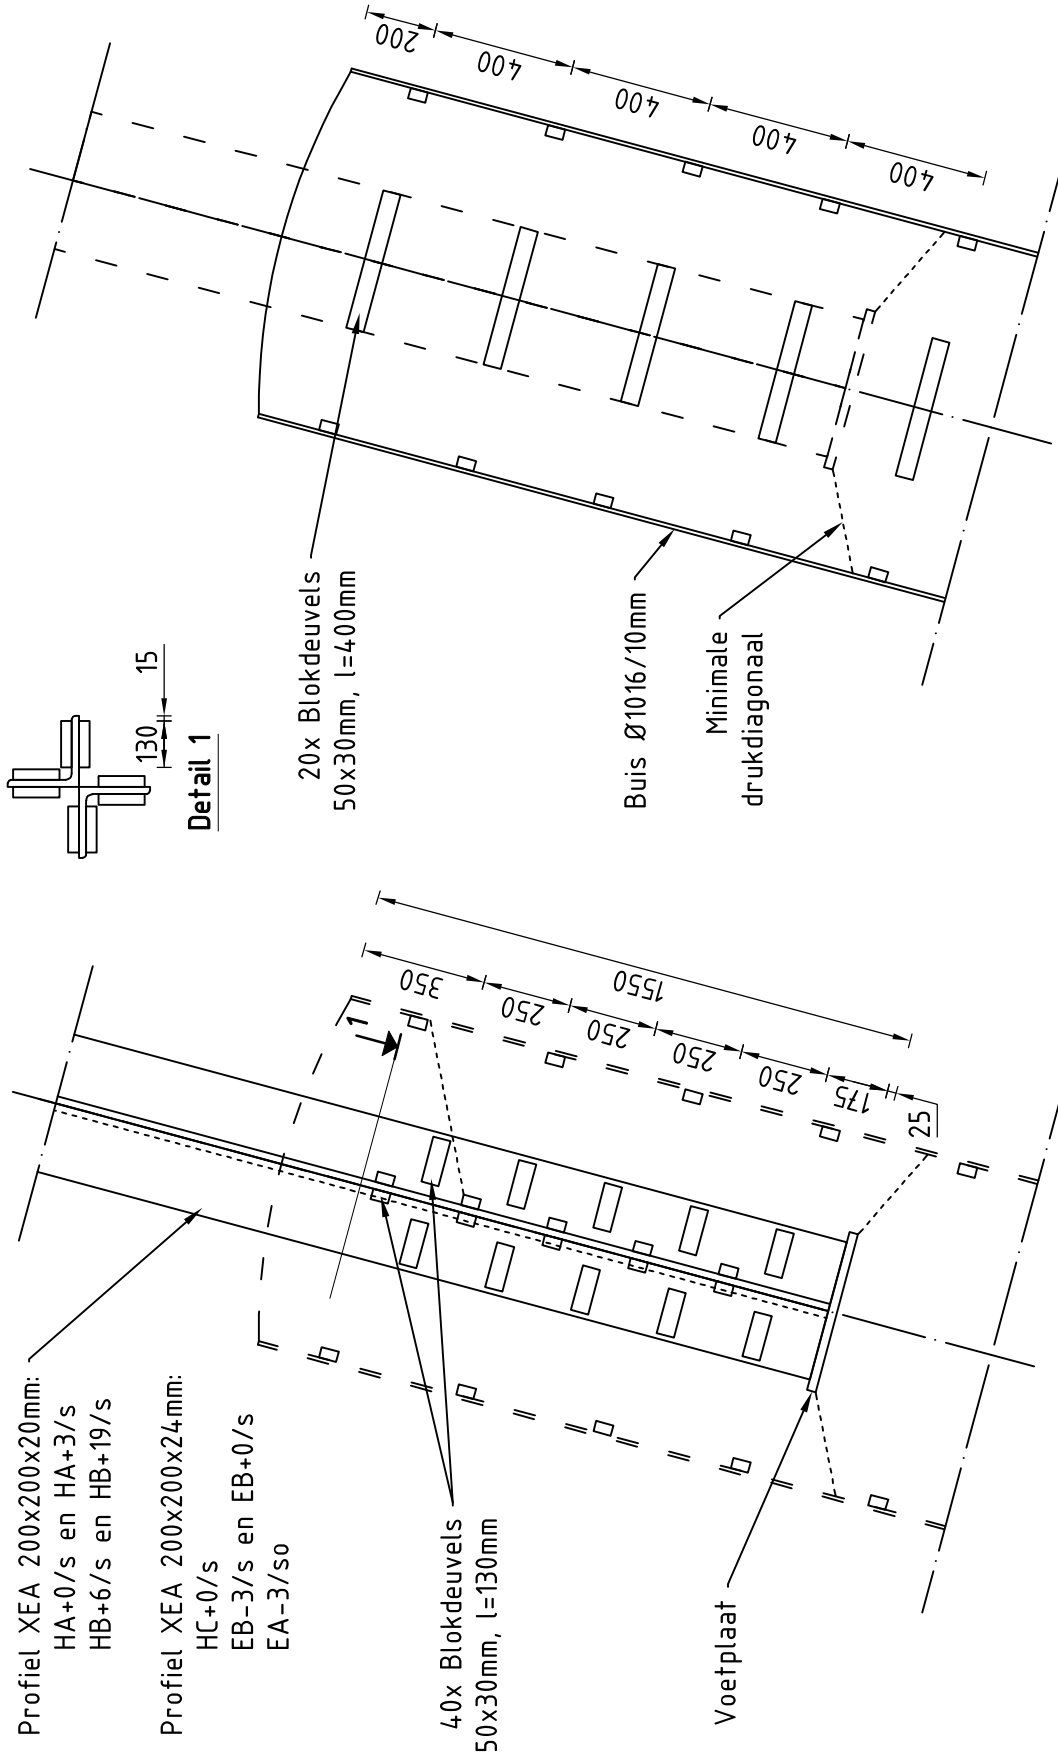 Profiel XEA 200x200x20mm:
HA+0/s en HA+3/s
HB+6/s en HB+19/s
Profiel XEA 200x200x24mm:
HC+0/s
EB-3/s en EB+0/s
EA-3/so
40x Blokdeuvels
50x30mm, l=130mm
Voetplaat
1
350
250
250
250
250
175
25
1550
130
15
Detail 1
20x Blokdeuvels
50x30mm, l=400mm
Buis Ø1016/10mm
Minimale
drukdiagonaal
200
400
400
400
400